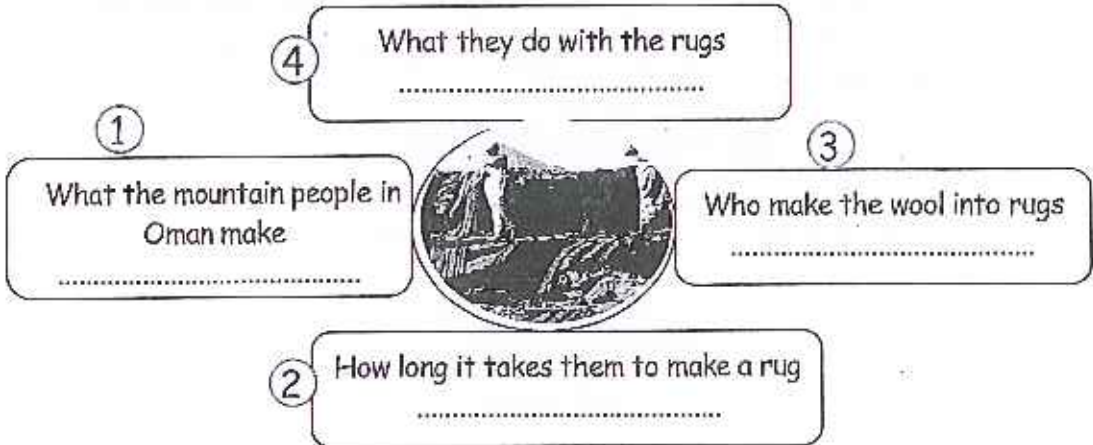 4
What they do with the rugs
........................................
1
What the mountain people in
Oman make
........................................
3
Who make the wool into rugs
........................................
2
How long it takes them to make a rug
........................................